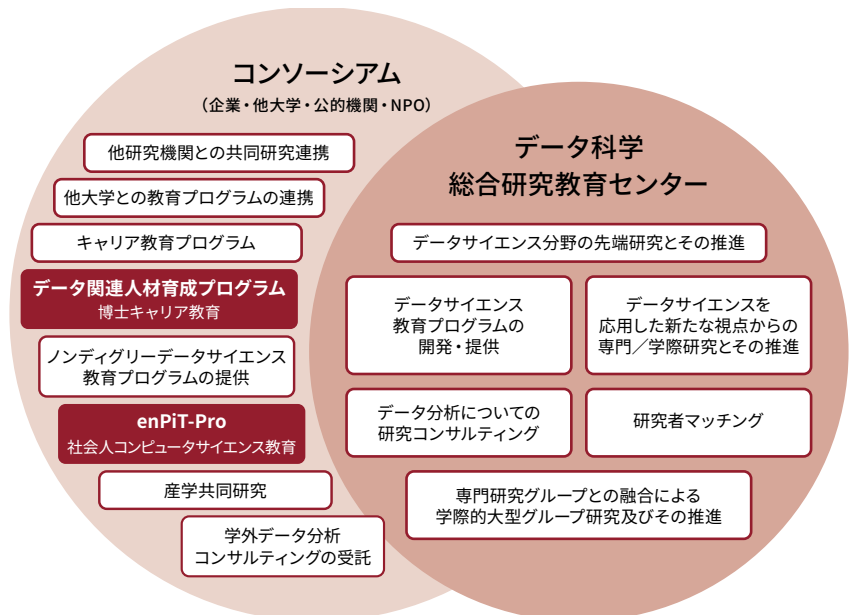 コンソーシアム
（企業・他大学・公的機関・NPO）
他研究機関との共同研究連携
他大学との教育プログラムの連携
キャリア教育プログラム
データ関連人材育成プログラム
博士キャリア教育
ノンディグリーデータサイエンス
教育プログラムの提供
enPiT-Pro
社会人コンピュータサイエンス教育
産学共同研究
学外データ分析
コンサルティングの受託
データ科学
総合研究教育センター
データサイエンス分野の先端研究とその推進
データサイエンス
教育プログラムの
開発・提供
データサイエンスを
応用した新たな視点からの
専門／学際研究とその推進
データ分析についての
研究コンサルティング
研究者マッチング
専門研究グループとの融合による
学際的大型グループ研究及びその推進